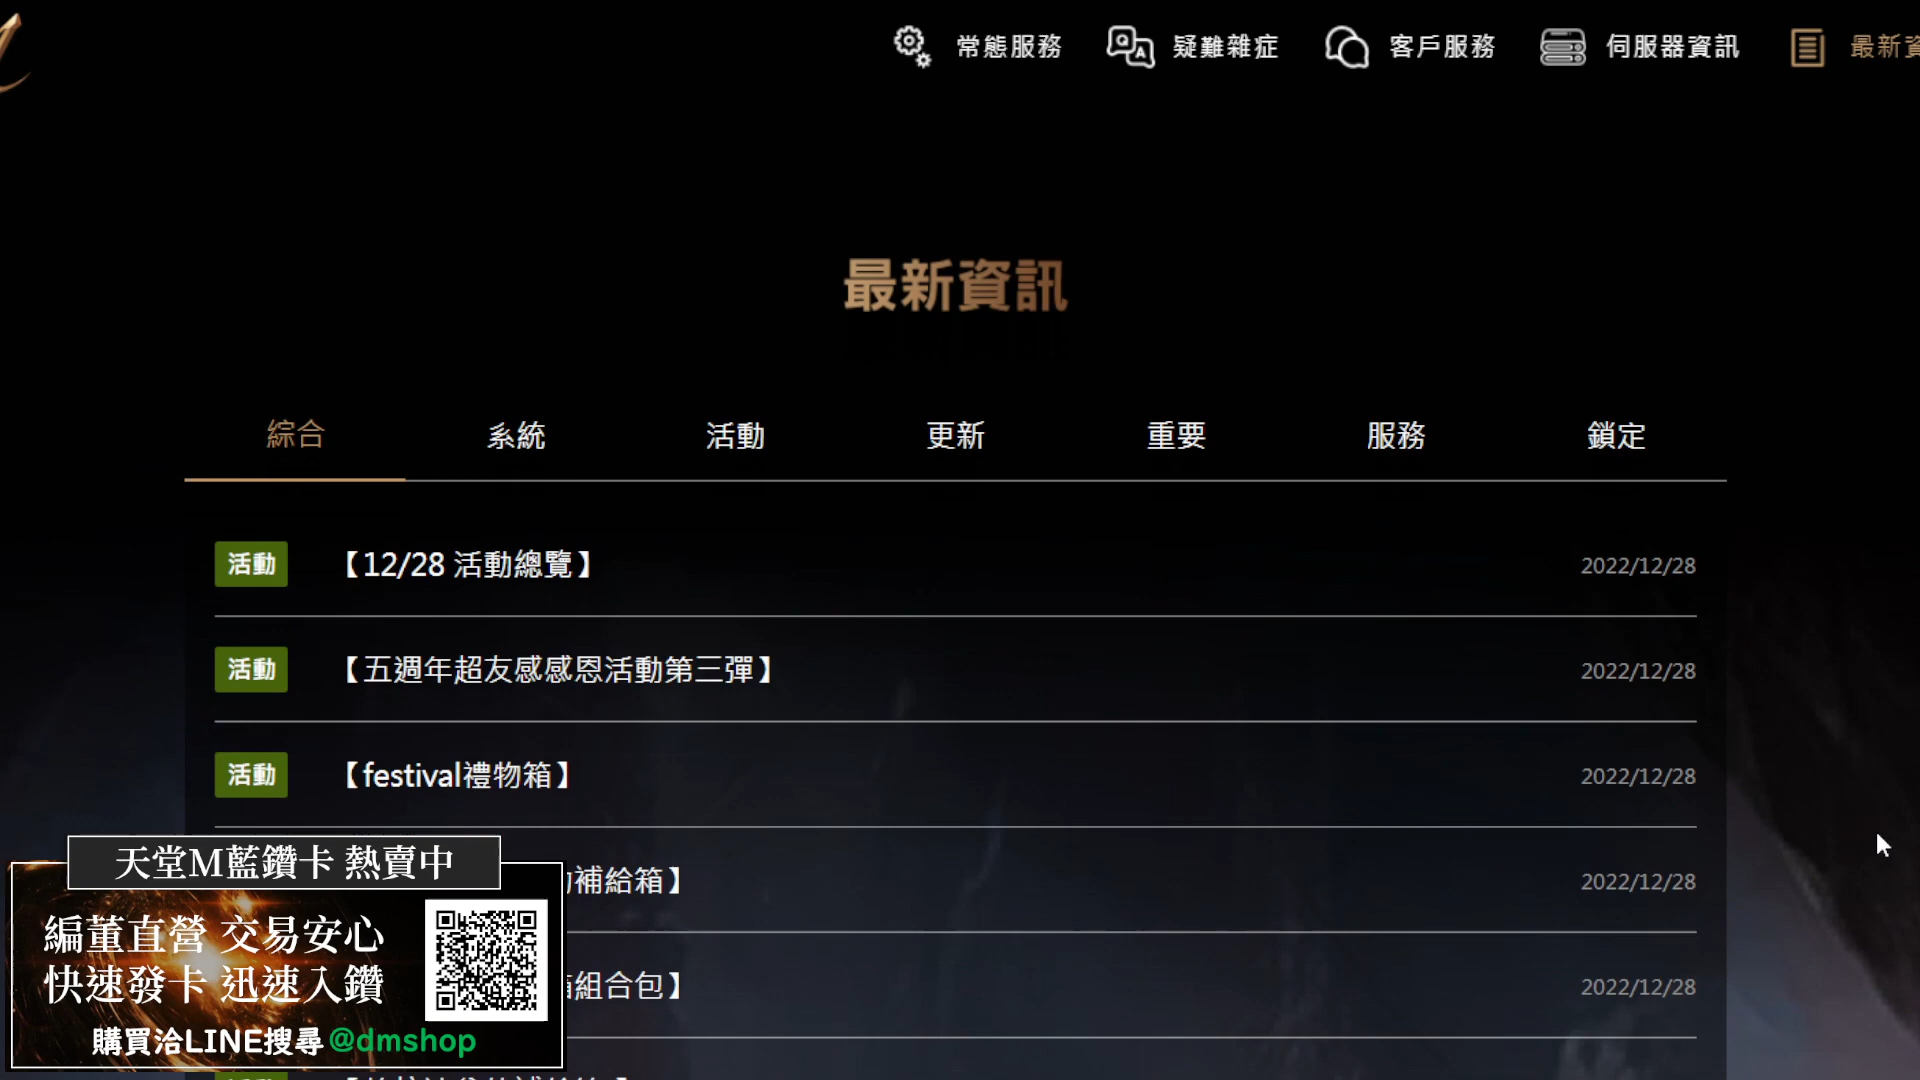 常態服務
疑難雜症
客戶服務
伺服器資訊
最新資
最新資訊
綜合 系統 活動 更新 重要 服務 鎖定
活動 【12/28 活動總覽】 2022/12/28
活動 【五週年超友感感恩活動第三彈】 2022/12/28
活動 【festival禮物箱】 2022/12/28
補給箱】 2022/12/28
組合包】 2022/12/28
天堂M藍鑽卡 熱賣中
編董直營 交易安心
快速發卡 迅速入鑽
購買洽LINE搜尋@dmshop